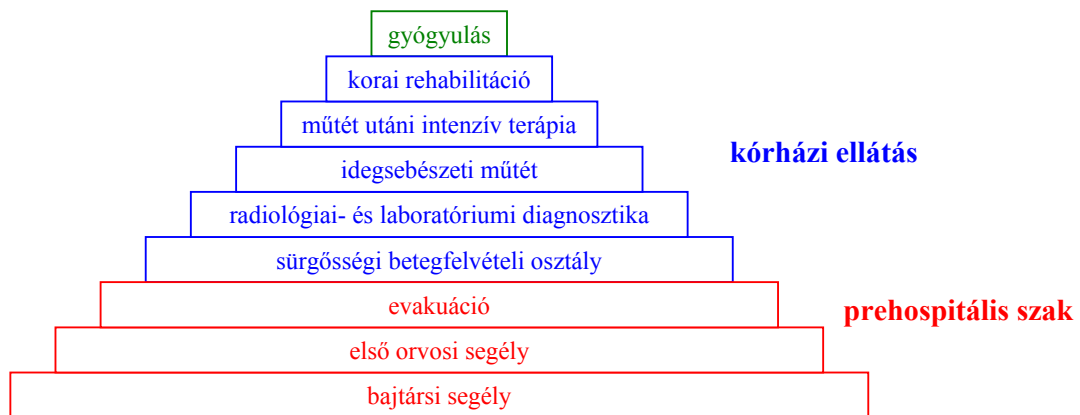 gyógyulás
korai rehabilitáció
műtét utáni intenzív terápia
kórházi ellátás
idegsebészeti műtét
radiológiai- és laboratóriumi diagnosztika
sürgősségi betegfelvételi osztály
evakuáció
prehospitális szak
első orvosi segély
bajtársi segély